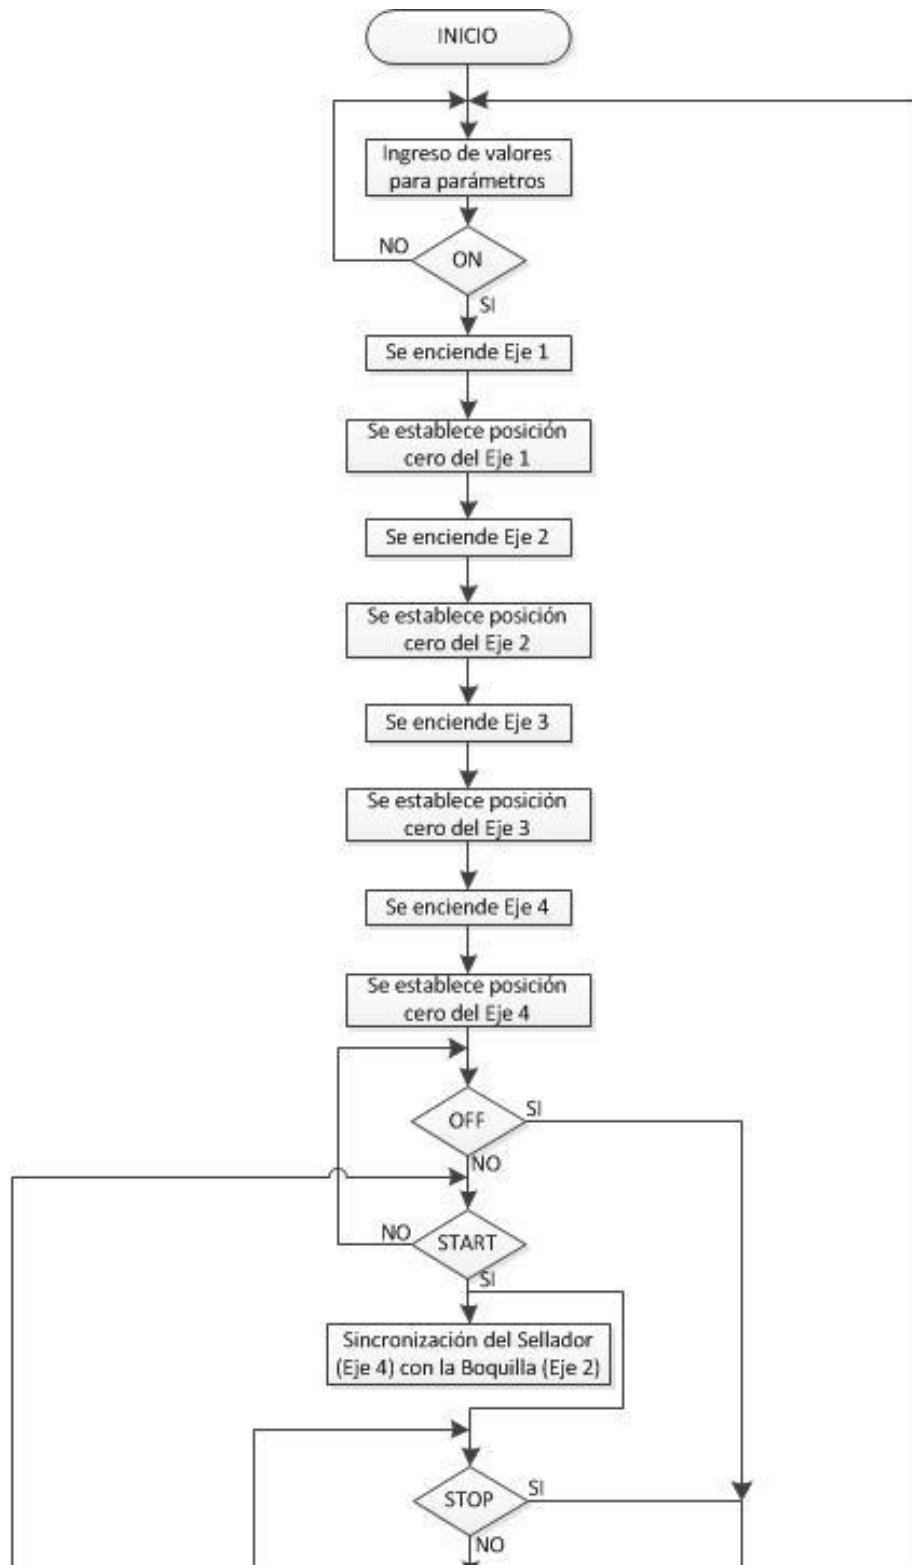 INICIO
Ingreso de valores
para parámetros
NO
ON
SI
Se enciende Eje 1
Se establece posición
cero del Eje 1
Se enciende Eje 2
Se establece posición
cero del Eje 2
Se enciende Eje 3
Se establece posición
cero del Eje 3
Se enciende Eje 4
Se establece posición
cero del Eje 4
OFF
SI
NO
NO
START
SI
Sincronización del Sellador
(Eje 4) con la Boquilla (Eje 2)
STOP
SI
NO